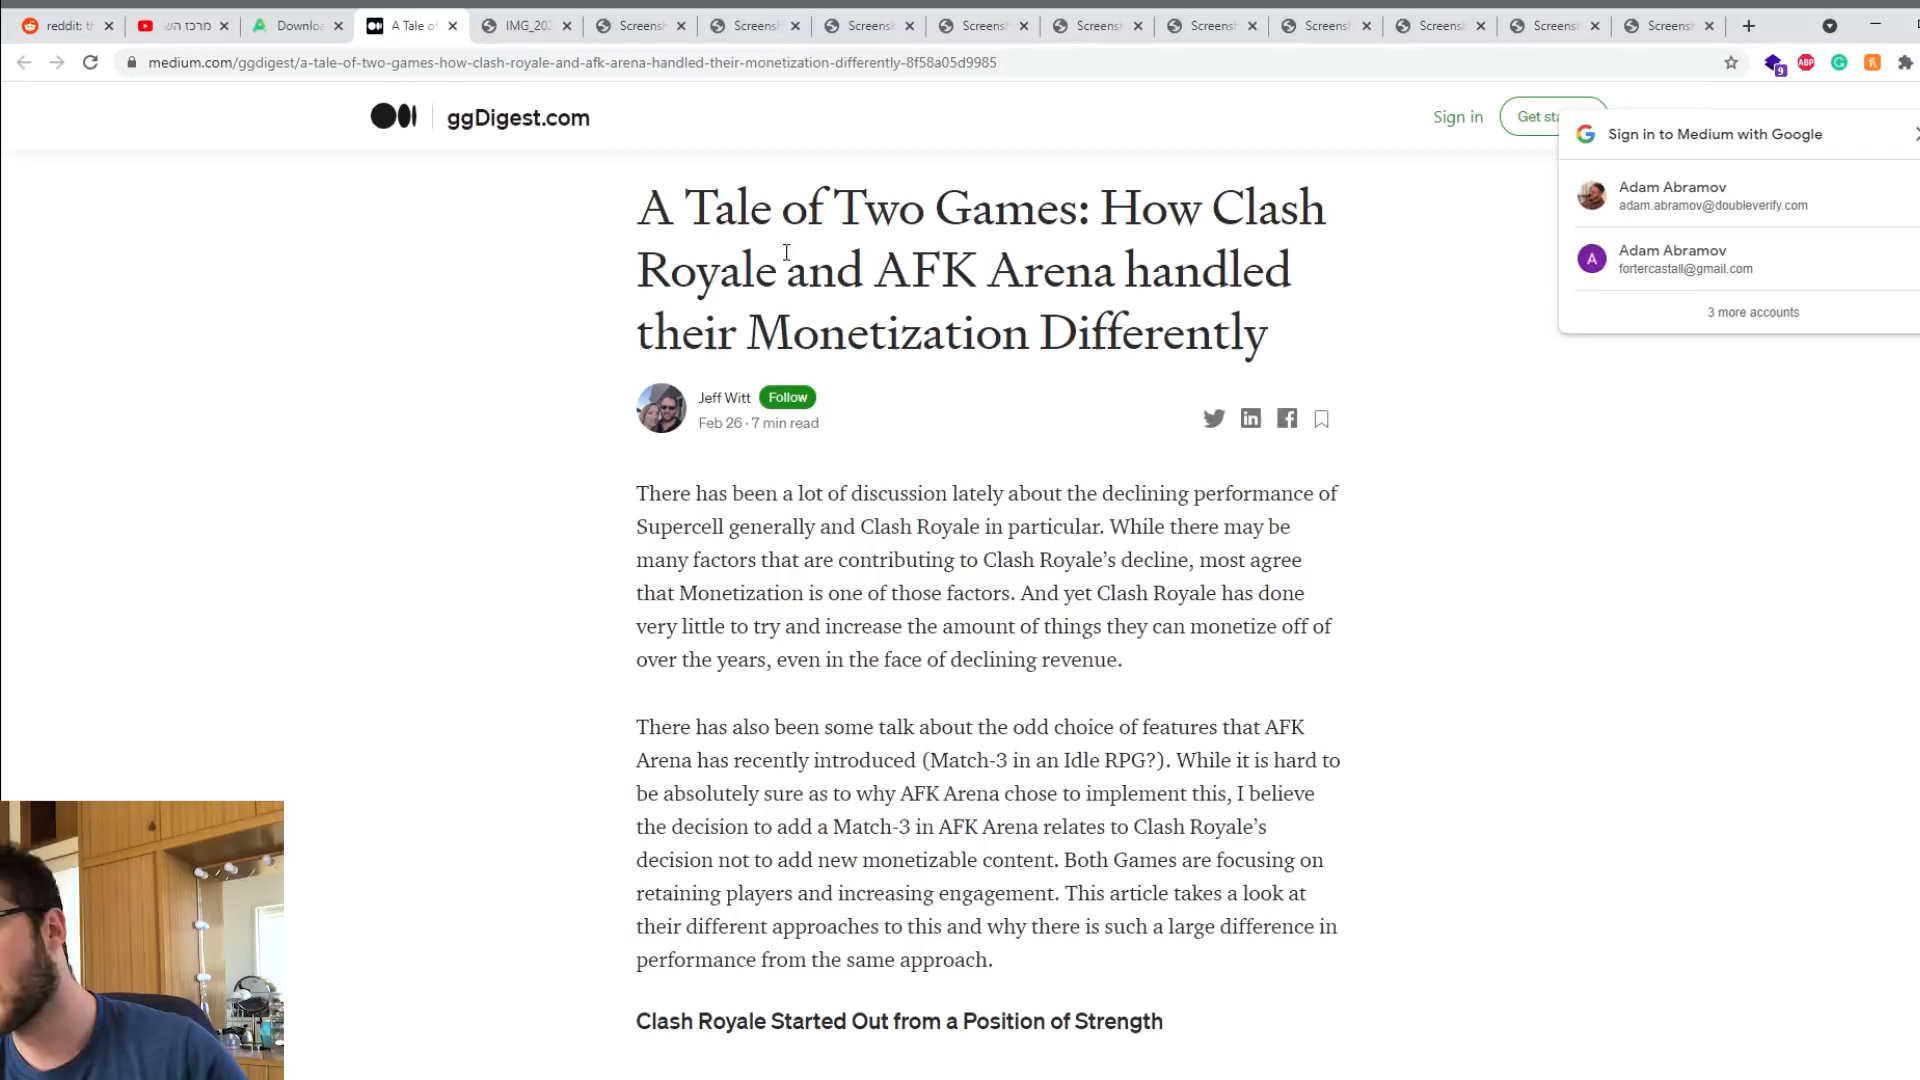 reddit: th
מרכז הש
Downloa
A Tale of
IMG_202
Screensh
Screensh
Screensh
Screensh
Screensh
Screensh
Screensh
Screensh
Screensh
Screensh
medium.com/ggdigest/a-tale-of-two-games-how-clash-royale-and-afk-arena-handled-their-monetization-differently-8f58a05d9985
9
ABP
ggDigest.com
Sign in
Get sta
Sign in to Medium with Google
Adam Abramov
adam.abramov@doubleverify.com
A
Adam Abramov
fortercastall@gmail.com
3 more accounts
A Tale of Two Games: How Clash
Royale and AFK Arena handled
their Monetization Differently
Jeff Witt Follow
Feb 26 · 7 min read
There has been a lot of discussion lately about the declining performance of
Supercell generally and Clash Royale in particular. While there may be
many factors that are contributing to Clash Royale’s decline, most agree
that Monetization is one of those factors. And yet Clash Royale has done
very little to try and increase the amount of things they can monetize off of
over the years, even in the face of declining revenue.
There has also been some talk about the odd choice of features that AFK
Arena has recently introduced (Match-3 in an Idle RPG?). While it is hard to
be absolutely sure as to why AFK Arena chose to implement this, I believe
the decision to add a Match-3 in AFK Arena relates to Clash Royale’s
decision not to add new monetizable content. Both Games are focusing on
retaining players and increasing engagement. This article takes a look at
their different approaches to this and why there is such a large difference in
performance from the same approach.
Clash Royale Started Out from a Position of Strength